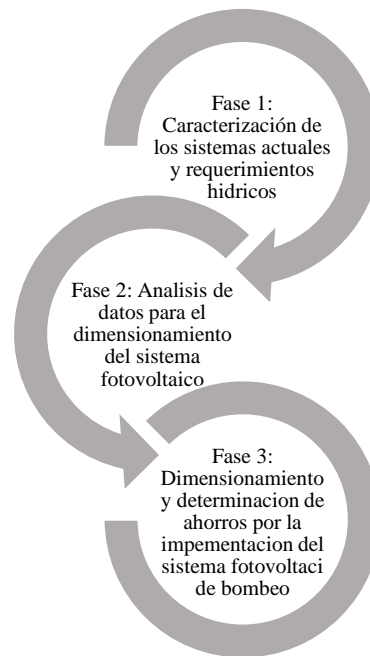 Fase 1:
Caracterización de
los sistemas actuales
y requerimientos
hidricos
Fase 2: Analisis de
datos para el
dimensionamiento
del sistema
fotovoltaico
Fase 3:
Dimensionamiento
y determinacion de
ahorros por la
impementacion del
sistema fotovoltaci
de bombeo